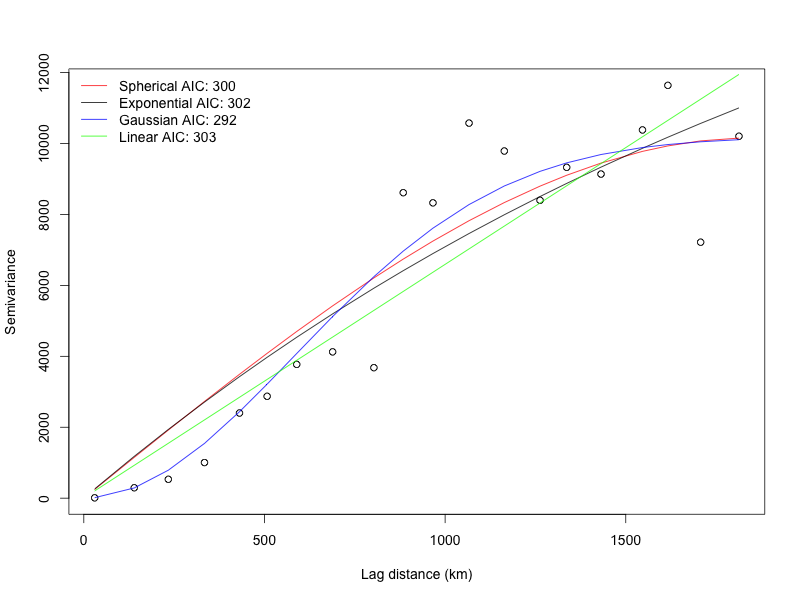 Spherical AIC: 300
Exponential AIC: 302
Gaussian AIC: 292
Linear AIC: 303
12000
10000
8000
6000
4000
2000
0
Semivariance
0 500 1000 1500
Lag distance (km)